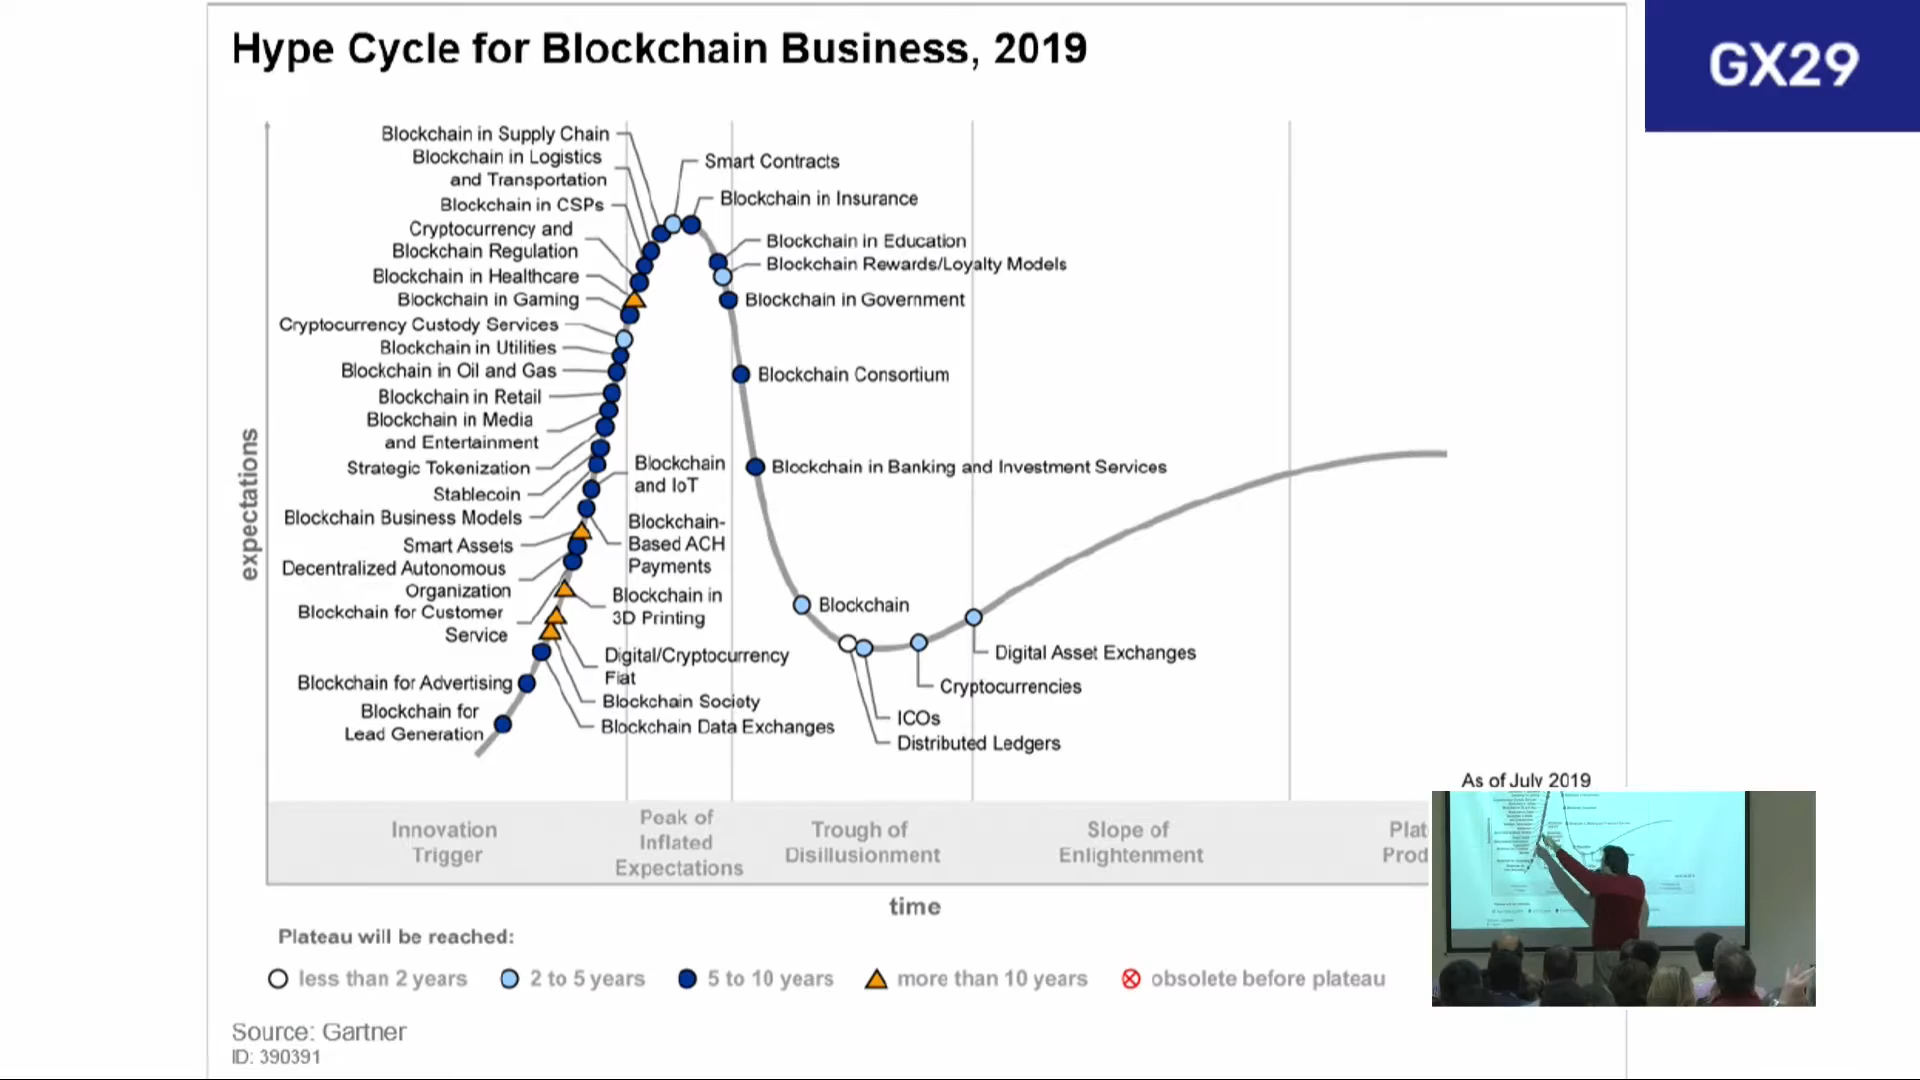 Hype Cycle for Blockchain Business, 2019
GX29
Blockchain in Supply Chain
Blockchain in Logistics
and Transportation
Blockchain in CSPs
Cryptocurrency and
Blockchain Regulation
Blockchain in Healthcare
Blockchain in Gaming
Cryptocurrency Custody Services
Blockchain in Utilities
Blockchain in Oil and Gas
Blockchain in Retail
Blockchain in Media
and Entertainment
Strategic Tokenization
Stablecoin
Blockchain Business Models
Smart Assets
Decentralized Autonomous
Organization
Blockchain for Customer
Service
Blockchain for Advertising
Blockchain for
Lead Generation
Blockchain
and IoT
Blockchain-
Based ACH
Payments
Blockchain in
3D Printing
Digital/Cryptocurrency
Fiat
Blockchain Society
Blockchain Data Exchanges
Smart Contracts
Blockchain in Insurance
Blockchain in Education
Blockchain Rewards/Loyalty Models
Blockchain in Government
Blockchain Consortium
Blockchain in Banking and Investment Services
Blockchain
Digital Asset Exchanges
Cryptocurrencies
ICOs
Distributed Ledgers
As of July 2019
expectations
Innovation
Trigger
Peak of
Inflated
Expectations
Trough of
Disillusionment
Slope of
Enlightenment
Plat
Prod
time
Plateau will be reached:
less than 2 years
2 to 5 years
5 to 10 years
more than 10 years
obsolete before plateau
Source: Gartner
ID: 390391